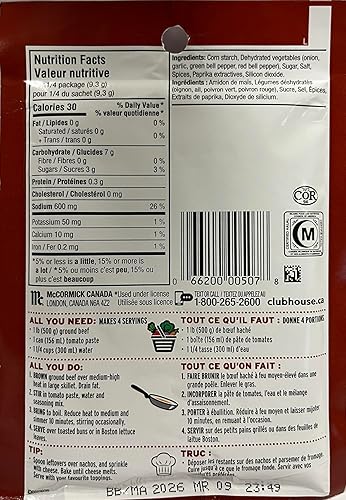 Nutrition Facts
Valeur nutritive
1/4 package (9,3 g)
pour 1/4 du sachet (9,3 g)
Calories 30
% Daily Value*
% valeur quotidienne*
Fat / Lipides 0 g 0 %
Saturated / saturés 0 g
+ Trans / trans 0 g 0 %
Carbohydrate / Glucides 7 g
Fibre / Fibres 0 g 0 %
Sugars / Sucres 3 g 3 %
Protein / Protéines 0.3 g
Cholesterol / Cholestérol 0 mg
Sodium 600 mg 26 %
Potassium 50 mg 1 %
Calcium 10 mg 1 %
Iron / Fer 0.2 mg 1 %
*5% or less is a little, 15% or more is
a lot / *5% ou moins c'est peu, 15% ou
plus c'est beaucoup
Ingredients: Corn starch, Dehydrated vegetables (onion,
garlic, green bell pepper, red bell pepper), Sugar, Salt,
Spices, Paprika extractives, Silicon dioxide.
Ingrédients: Amidon de maïs, Légumes déshydratés
(oignon, ail, poivron vert, poivron rouge), Sucre, Sel, Épices,
Extraits de paprika, Dioxyde de silicium.
COR
M
0 66200 00507 8
McCORMICK CANADA
LONDON, CANADA N6A 4Z2
*Used under license
Utilisée sous licence
TEXT OR CALL / TEXTEZ OU APPELEZ AU
1-800-265-2600
clubhouse.ca
ALL YOU NEED: MAKES 4 SERVINGS
· 1 lb (500 g) ground beef
· 1 can (156 ml) tomato paste
· 1 1/4 cups (300 ml) water
ALL YOU DO:
1. BROWN ground beef over medium-high
heat in large skillet. Drain fat.
2. STIR in tomato paste, water and
seasoning mix.
3. BRING to boil. Reduce heat to medium and
simmer 10 minutes, stirring occasionally.
4. SERVE over toasted buns or in Boston lettuce
leaves.
TIP:
Spoon leftovers over nachos, and sprinkle
with cheese. Bake until cheese melts.
Serve with your favourite toppings.
TOUT CE QU'IL FAUT : DONNE 4 PORTIONS
· 1 lb (500 g) de bœuf haché
· 1 boîte (156 ml) de pâte de tomates
· 1 1/4 tasse (300 ml) d'eau
TOUT CE QU'ON FAIT :
1. FAIRE BRUNIR le bœuf haché à feu moyen-élevé dans une
grande poêle. Enlever le gras.
2. INCORPORER la pâte de tomates, l'eau et le mélange
d'assaisonnement.
3. PORTER à ébullition. Réduire à feu moyen et laisser mijoter
10 minutes, en remuant à l'occasion.
4. SERVIR sur des petits pains grillés ou dans des feuilles de
laitue Boston.
TRUC :
Déposer les restants sur des nachos et parsemer de fromage.
Cuire jusqu'à ce que le fromage fonde. Servir avec
BB/MA 2026 MR 09 23:49